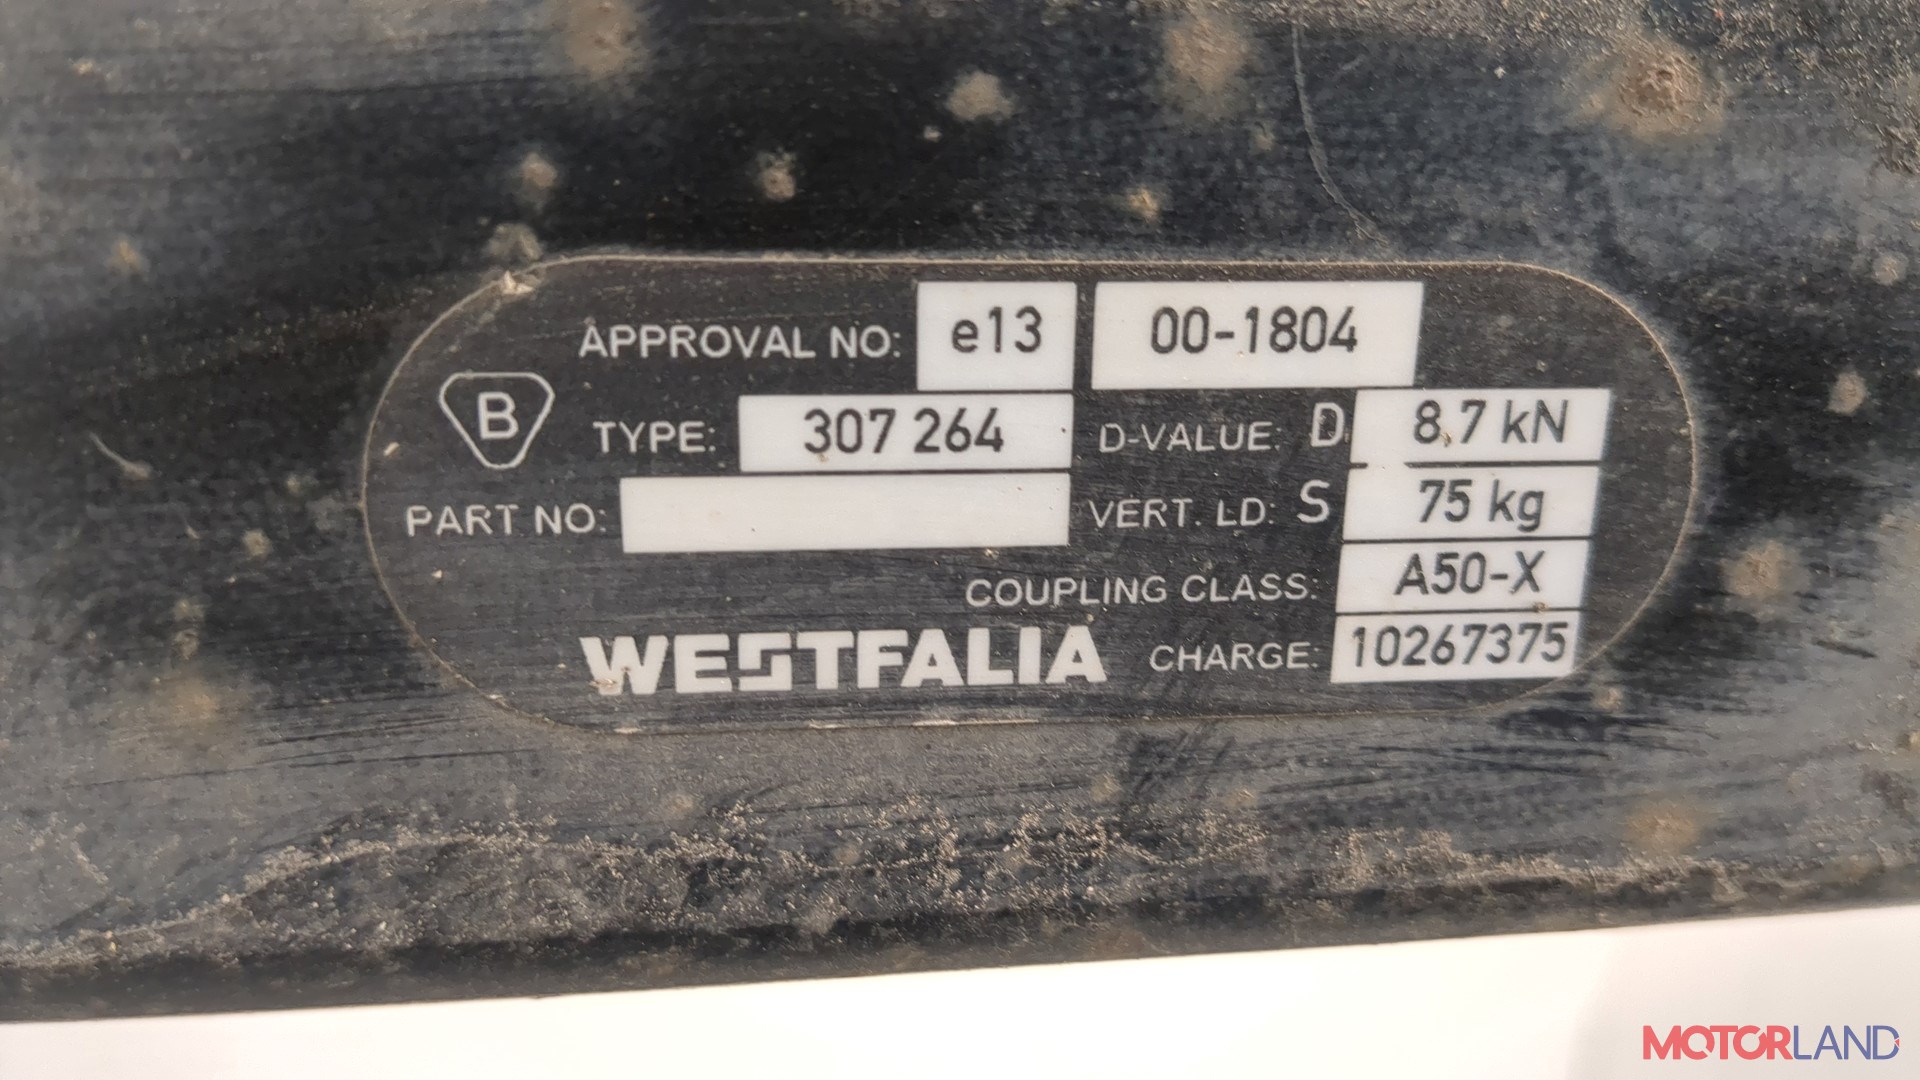 APPROVAL NO: e13 00-1804
B TYPE: 307 264 D-VALUE: D 8,7 kN
PART NO: VERT. LD: S 75 kg
COUPLING CLASS: A50-X
WESTFALIA CHARGE: 10267375
MOTORLAND